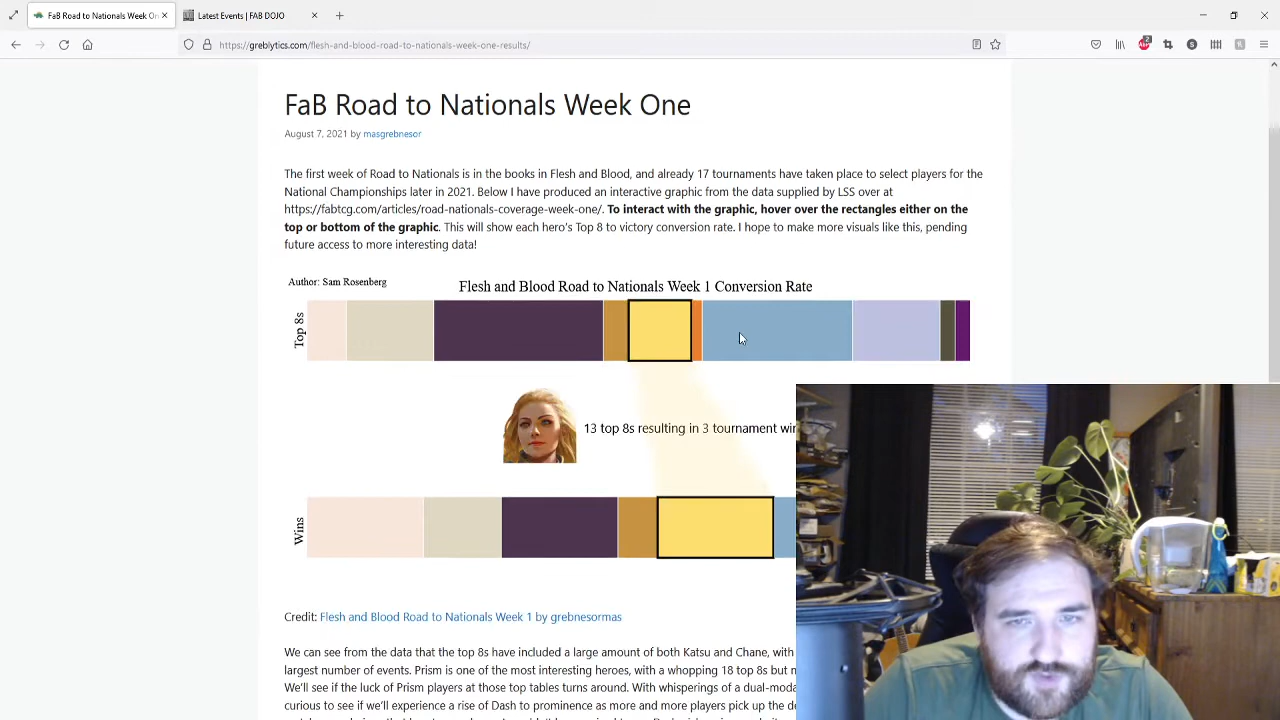 FaB Road to Nationals Week On
Latest Events | FAB DOJO
https://greblytics.com/flesh-and-blood-road-to-nationals-week-one-results/
2
FaB Road to Nationals Week One
August 7, 2021 by masgrebnesor
The first week of Road to Nationals is in the books in Flesh and Blood, and already 17 tournaments have taken place to select players for the
National Championships later in 2021. Below I have produced an interactive graphic from the data supplied by LSS over at
https://fabtcg.com/articles/road-nationals-coverage-week-one/. To interact with the graphic, hover over the rectangles either on the
top or bottom of the graphic. This will show each hero's Top 8 to victory conversion rate. I hope to make more visuals like this, pending
future access to more interesting data!
Author: Sam Rosenberg
Flesh and Blood Road to Nationals Week 1 Conversion Rate
Top 8s
13 top 8s resulting in 3 tournament win
Wins
Credit: Flesh and Blood Road to Nationals Week 1 by grebnesormas
We can see from the data that the top 8s have included a large amount of both Katsu and Chane, with
largest number of events. Prism is one of the most interesting heroes, with a whopping 18 top 8s but
We'll see if the luck of Prism players at those top tables turns around. With whisperings of a dual-moda
curious to see if we'll experience a rise of Dash to prominence as more and more players pick up the de